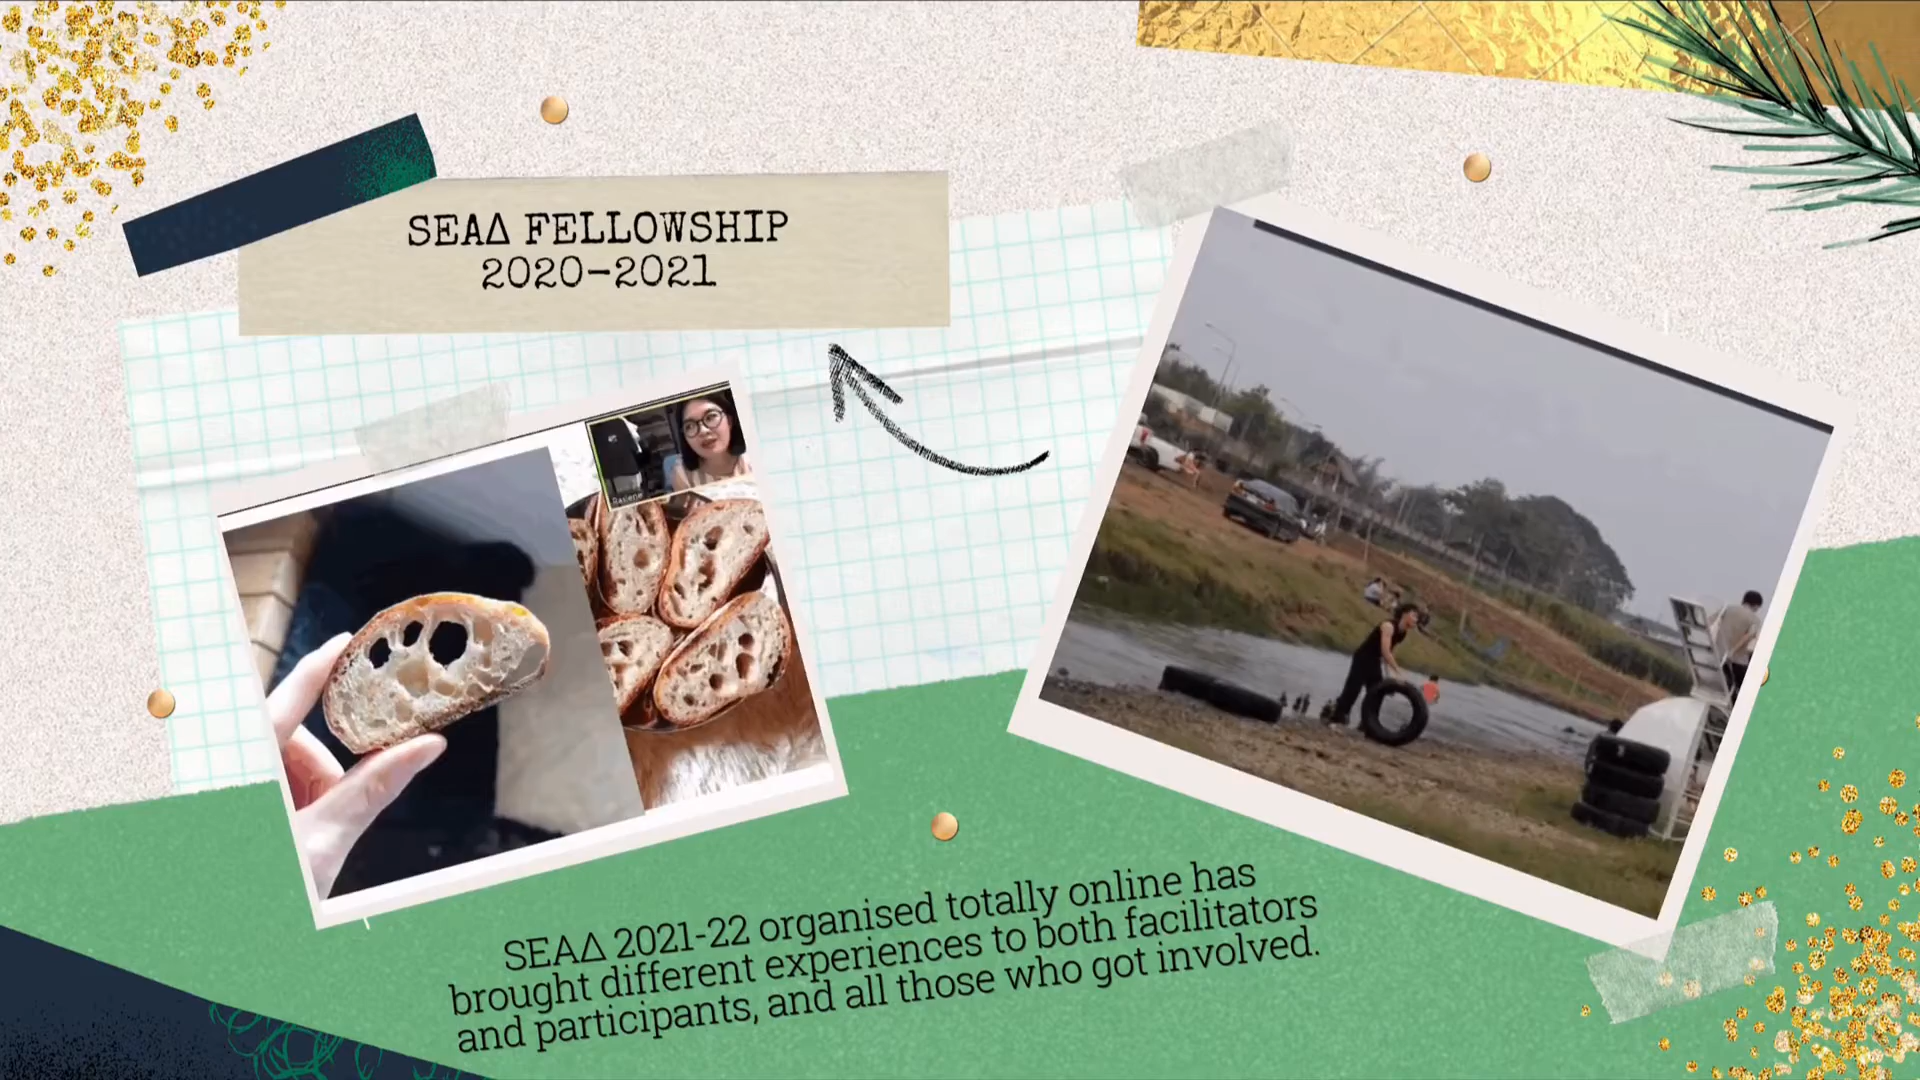 SEAΔ FELLOWSHIP
2020-2021
SEAΔ 2021-22 organised totally online has
brought different experiences to both facilitators
and participants, and all those who got involved.